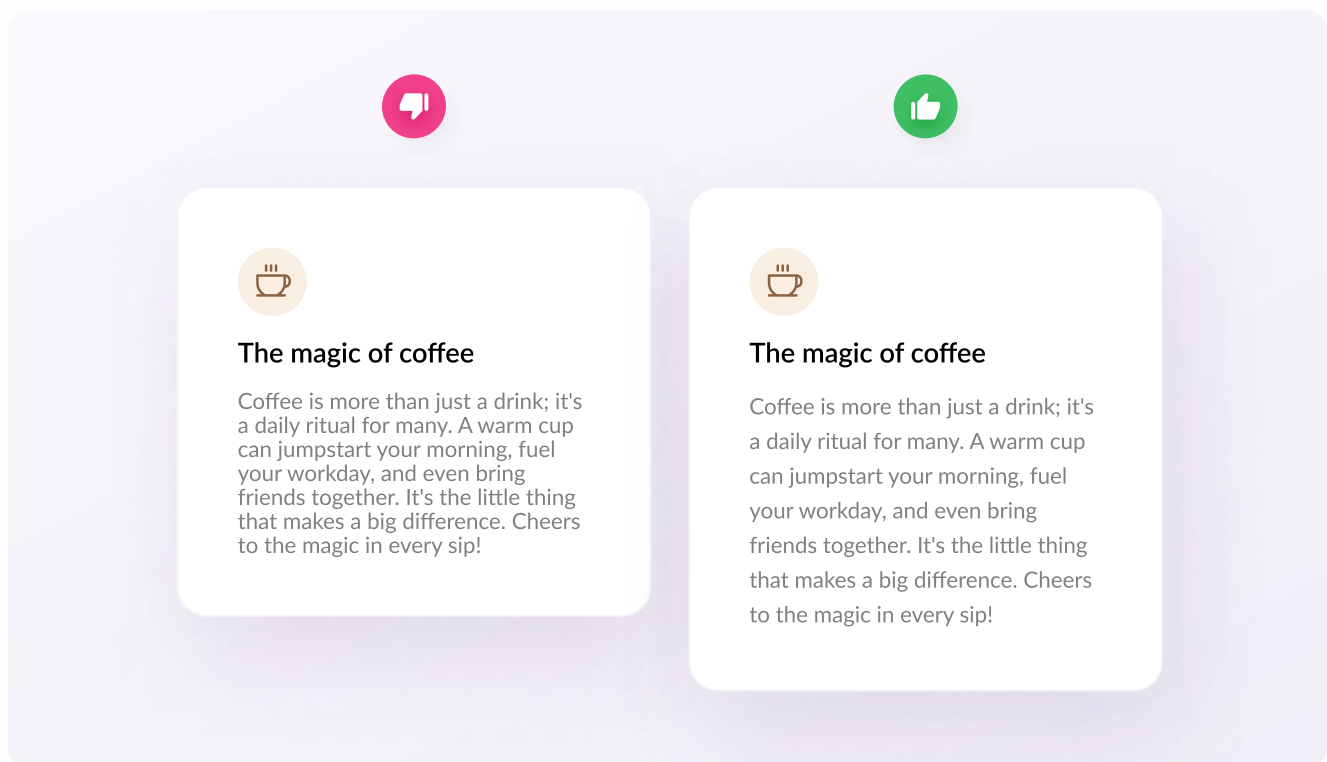 The magic of coffee
Coffee is more than just a drink; it's
a daily ritual for many. A warm cup
can jumpstart your morning, fuel
your workday, and even bring
friends together. It's the little thing
that makes a big difference. Cheers
to the magic in every sip!
The magic of coffee
Coffee is more than just a drink; it's
a daily ritual for many. A warm cup
can jumpstart your morning, fuel
your workday, and even bring
friends together. It's the little thing
that makes a big difference. Cheers
to the magic in every sip!